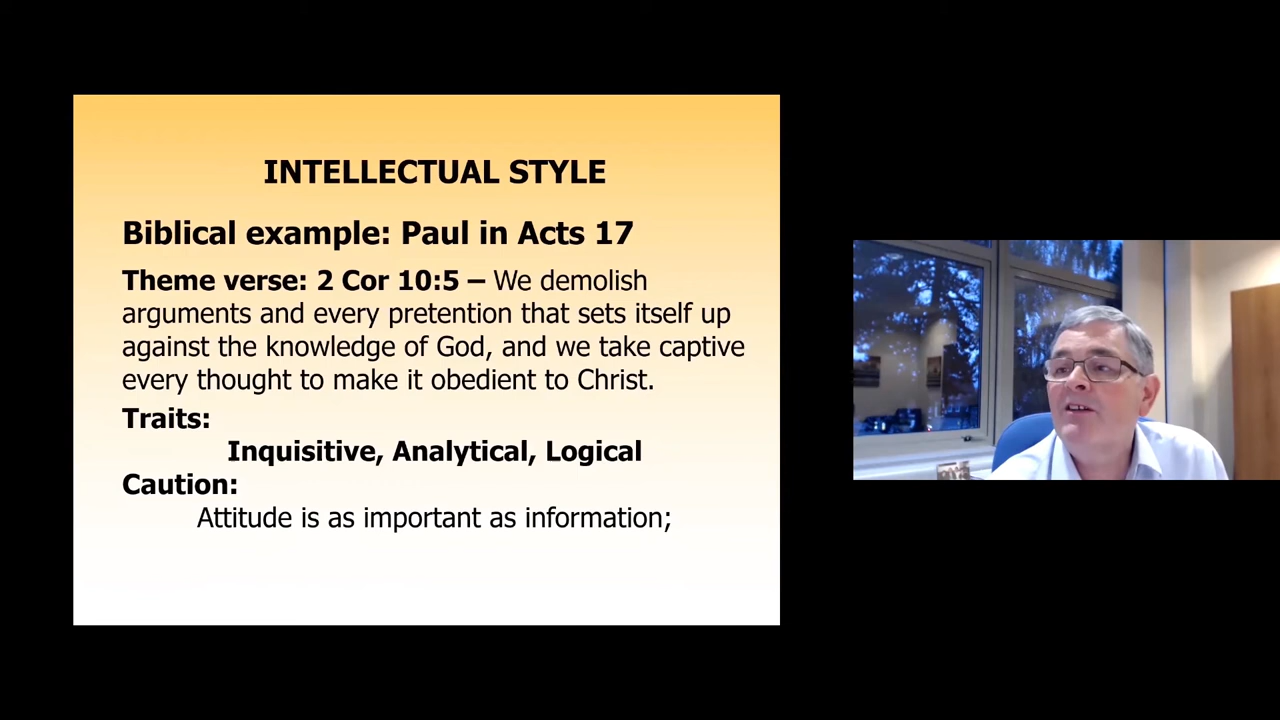 INTELLECTUAL STYLE
Biblical example: Paul in Acts 17
Theme verse: 2 Cor 10:5 – We demolish
arguments and every pretention that sets itself up
against the knowledge of God, and we take captive
every thought to make it obedient to Christ.
Traits:
Inquisitive, Analytical, Logical
Caution:
Attitude is as important as information;